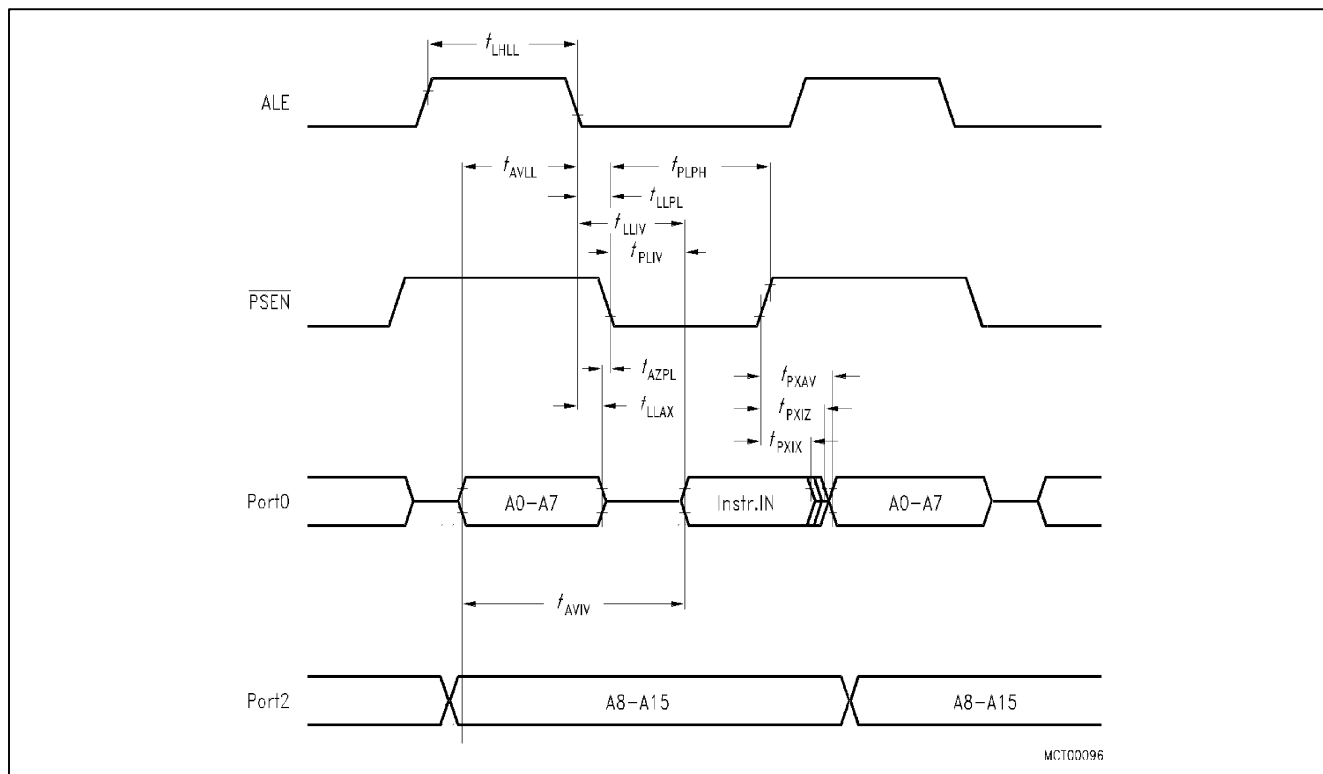 tLHLL
ALE
tAVLL
tPLPH
tLLPL
tLLIV
tPLIV
PSEN
tAZPL
tPXAV
tLLAX
tPXIZ
tPXIX
Port0
A0-A7
Instr.IN
A0-A7
tAVIV
Port2
A8-A15
A8-A15
MCT00096